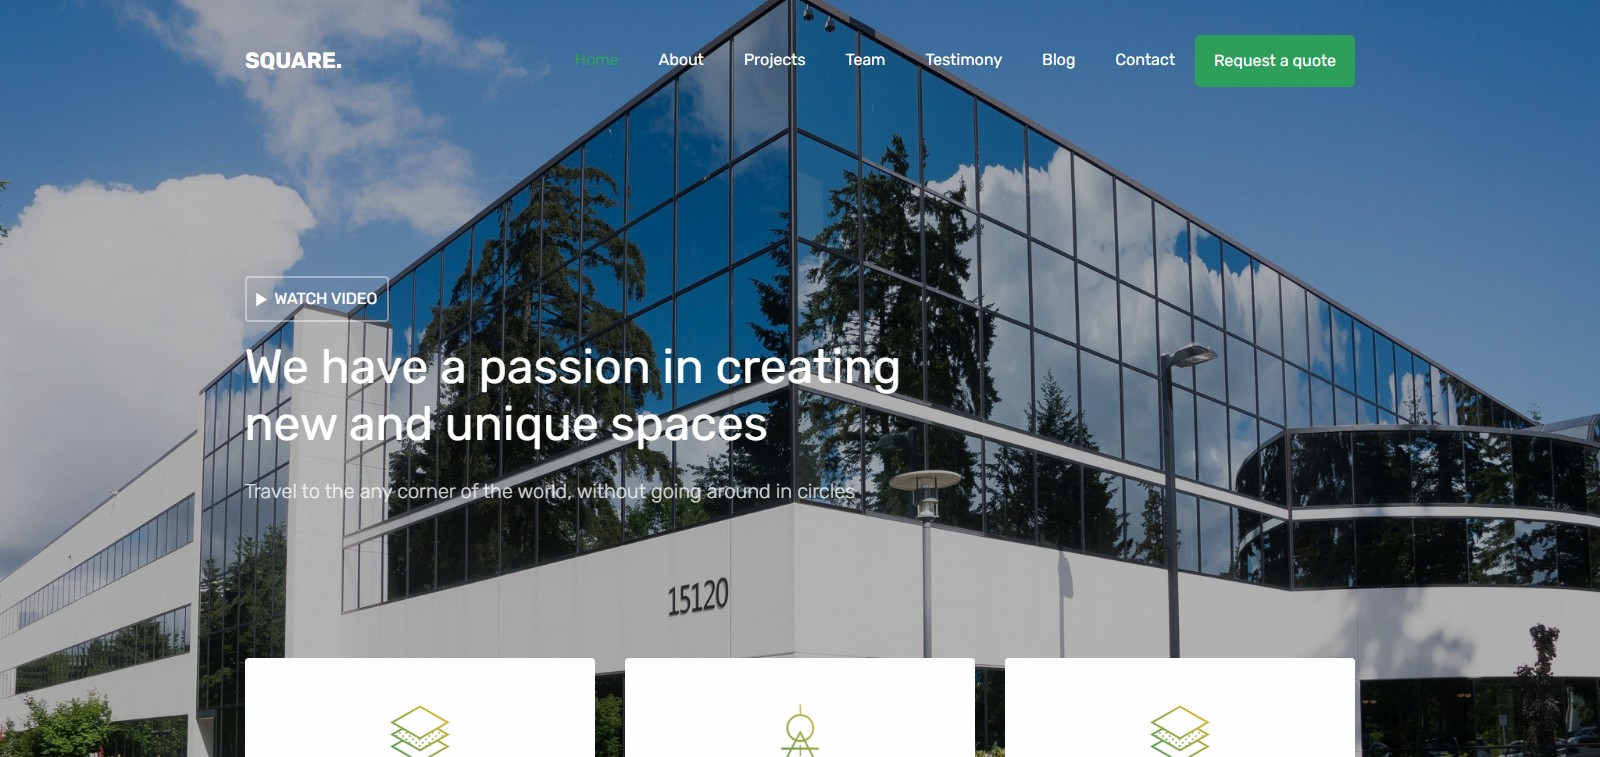 SQUARE.
Home About Projects Team Testimony Blog Contact Request a quote
WATCH VIDEO
We have a passion in creating
new and unique spaces
Travel to the any corner of the world, without going around in circles
15120